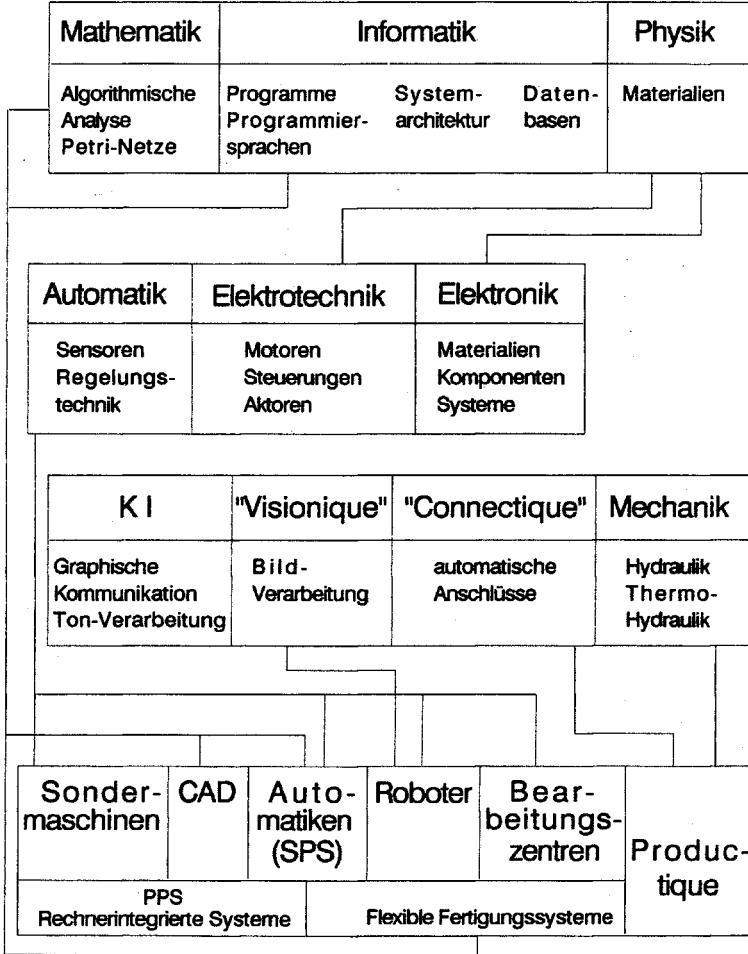 Mathematik Informatik Physik
Algorithmische Programme System- Daten- Materialien
Analyse Programmier- architektur basen
Petri-Netze sprachen
Automatik Elektrotechnik Elektronik
Sensoren Motoren Materialien
Regelungs- Steuerungen Komponenten
technik Aktoren Systeme
KI "Visionique" "Connectique" Mechanik
Graphische Bild- automatische Hydraulik
Kommunikation Verarbeitung Anschlüsse Thermo-
Ton-Verarbeitung Hydraulik
Sonder- CAD Auto- Roboter Bear-
maschinen matiken beitungs-
(SPS) zentren Produc-
tique
PPS
Rechnerintegrierte Systeme Flexible Fertigungssysteme